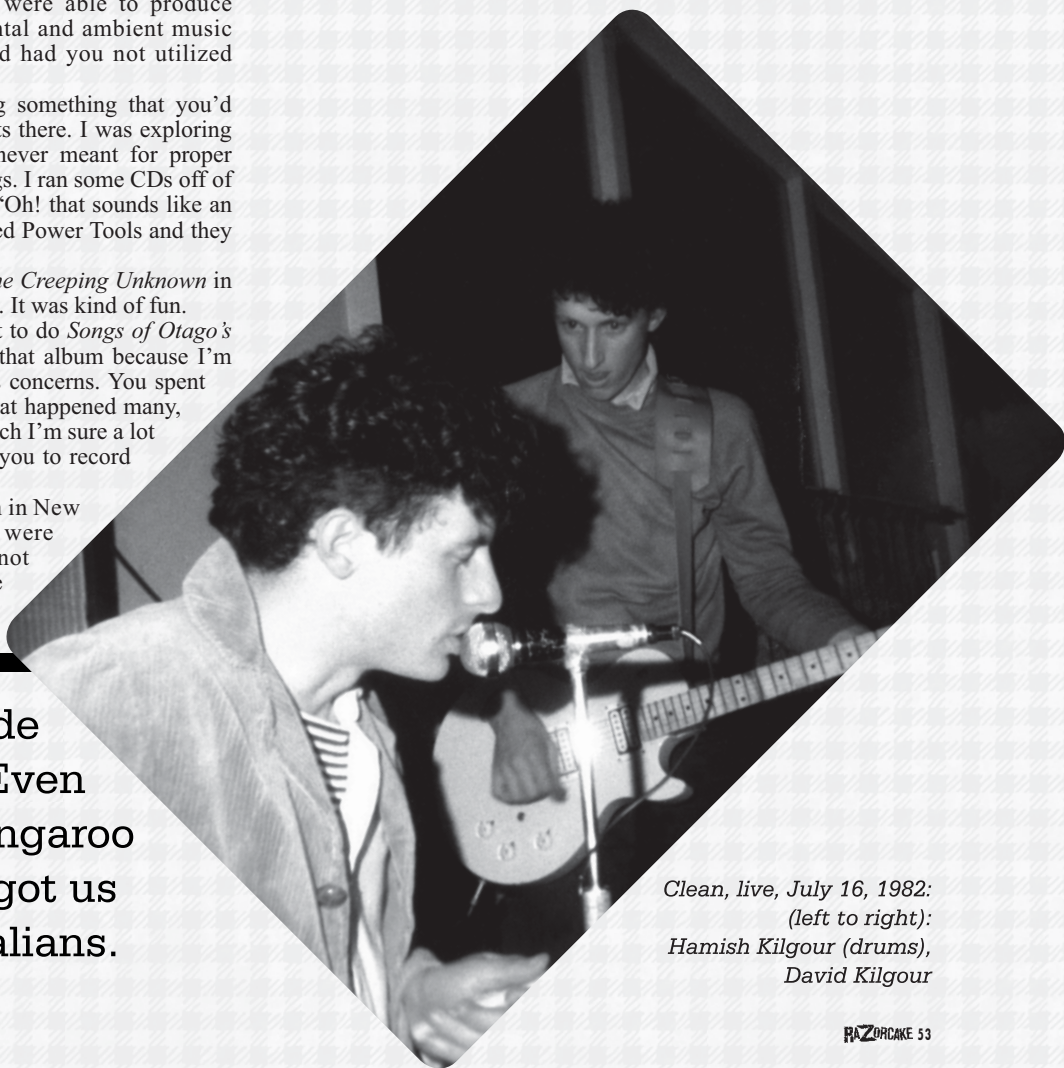 were able to produce
ntal and ambient music
d had you not utilized
g something that you'd
ts there. I was exploring
never meant for proper
gs. I ran some CDs off of
“Oh! that sounds like an
ed Power Tools and they
he Creeping Unknown in
. It was kind of fun.
t to do Songs of Otago's
that album because I'm
concerns. You spent
at happened many,
ch I'm sure a lot
you to record
n in New
were
not
e
de
Even
ngaroo
got us
alians.
Clean, live, July 16, 1982:
(left to right):
Hamish Kilgour (drums),
David Kilgour
RAZORCAKE 53